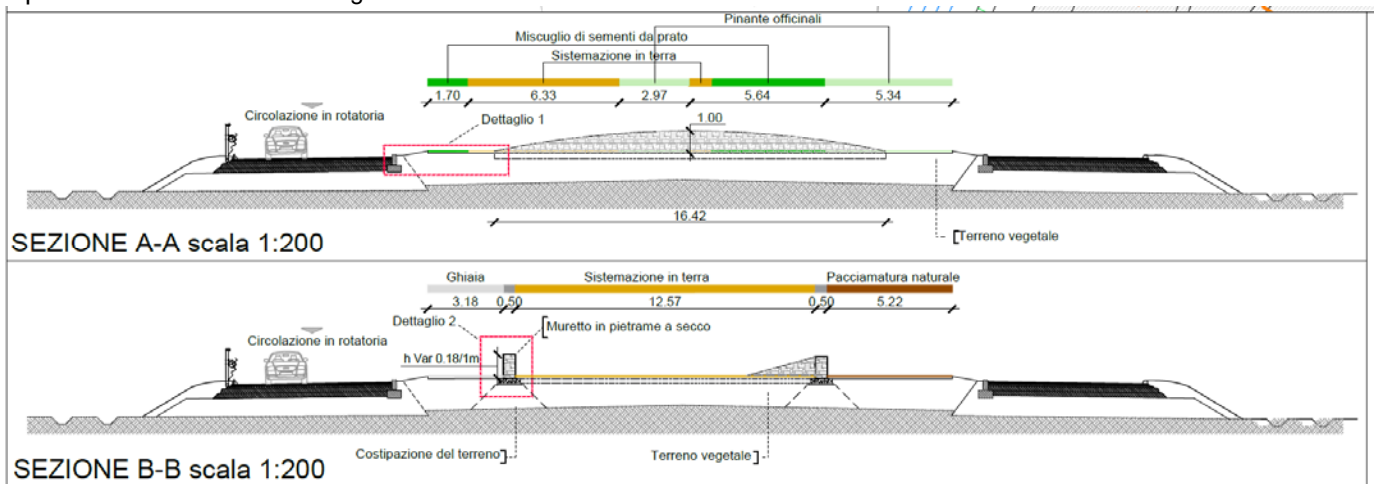 Pinante officinali
Miscuglio di sementi da prato
Sistemazione in terra
1.70 6.33 2.97 5.64 5.34
Circolazione in rotatoria
Dettaglio 1
1.00
16.42
Terreno vegetale
SEZIONE A-A scala 1:200
Ghiaia Sistemazione in terra Pacciamatura naturale
3.18 0.50 12.57 0.50 5.22
Dettaglio 2
Muretto in pietrame a secco
Circolazione in rotatoria
h Var 0.18/1m
Costipazione del terreno
Terreno vegetale
SEZIONE B-B scala 1:200